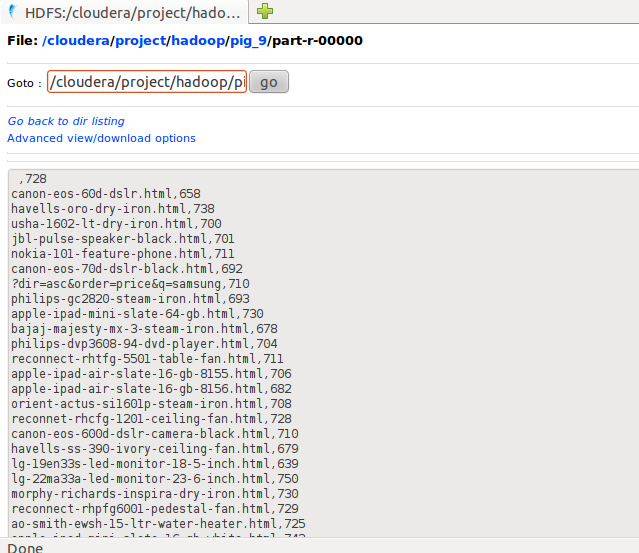 HDFS:/cloudera/project/hado...
File: /cloudera/project/hadoop/pig_9/part-r-00000
Goto : /cloudera/project/hadoop/pi go
Go back to dir listing
Advanced view/download options
,728
canon-eos-60d-dslr.html,658
havells-oro-dry-iron.html,738
usha-1602-lt-dry-iron.html,700
jbl-pulse-speaker-black.html,701
nokia-101-feature-phone.html,711
canon-eos-70d-dslr-black.html,692
?dir=asc&order=price&q=samsung,710
philips-gc2820-steam-iron.html,693
apple-ipad-mini-slate-64-gb.html,730
bajaj-majesty-mx-3-steam-iron.html,678
philips-dvp3608-94-dvd-player.html,704
reconnect-rhtfg-5501-table-fan.html,711
apple-ipad-air-slate-16-gb-8155.html,706
apple-ipad-air-slate-16-gb-8156.html,682
orient-actus-si1601p-steam-iron.html,708
reconnet-rhcfg-1201-ceiling-fan.html,728
canon-eos-600d-dslr-camera-black.html,710
havells-ss-390-ivory-ceiling-fan.html,679
lg-19en33s-led-monitor-18-5-inch.html,639
lg-22ma33a-led-monitor-23-6-inch.html,750
morphy-richards-inspira-dry-iron.html,730
reconnect-rhpfg6001-pedestal-fan.html,729
ao-smith-ewsh-15-ltr-water-heater.html,725
Done